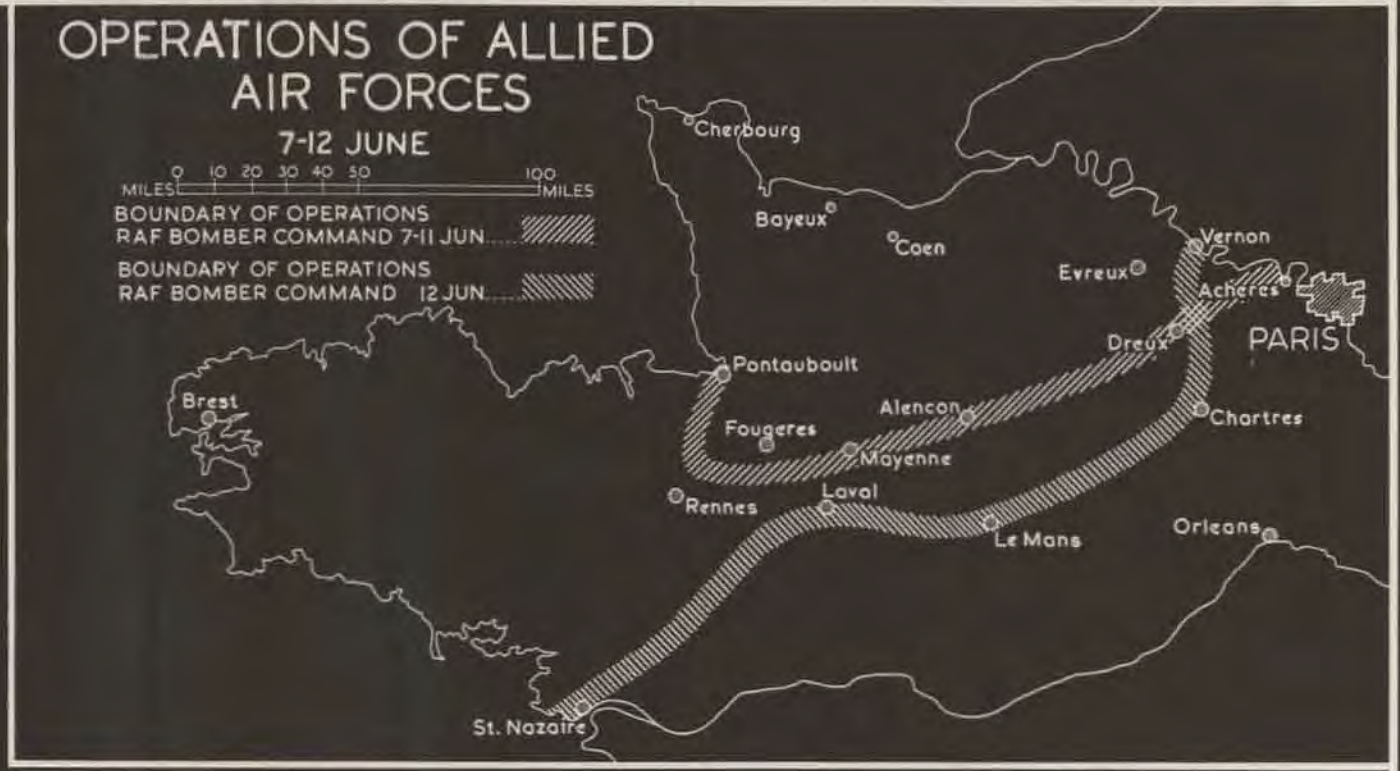 OPERATIONS OF ALLIED
AIR FORCES
7-12 JUNE
0 10 20 30 40 50 100
MILES MILES
BOUNDARY OF OPERATIONS
RAF BOMBER COMMAND 7-11 JUN......
BOUNDARY OF OPERATIONS
RAF BOMBER COMMAND 12 JUN......
Cherbourg
Bayeux
Caen
Vernon
Evreux
Acheres
PARIS
Dreux
Pontaubault
Brest
Alencon
Chartres
Fougeres
Mayenne
Laval
Rennes
Le Mans
Orleans
St. Nazaire